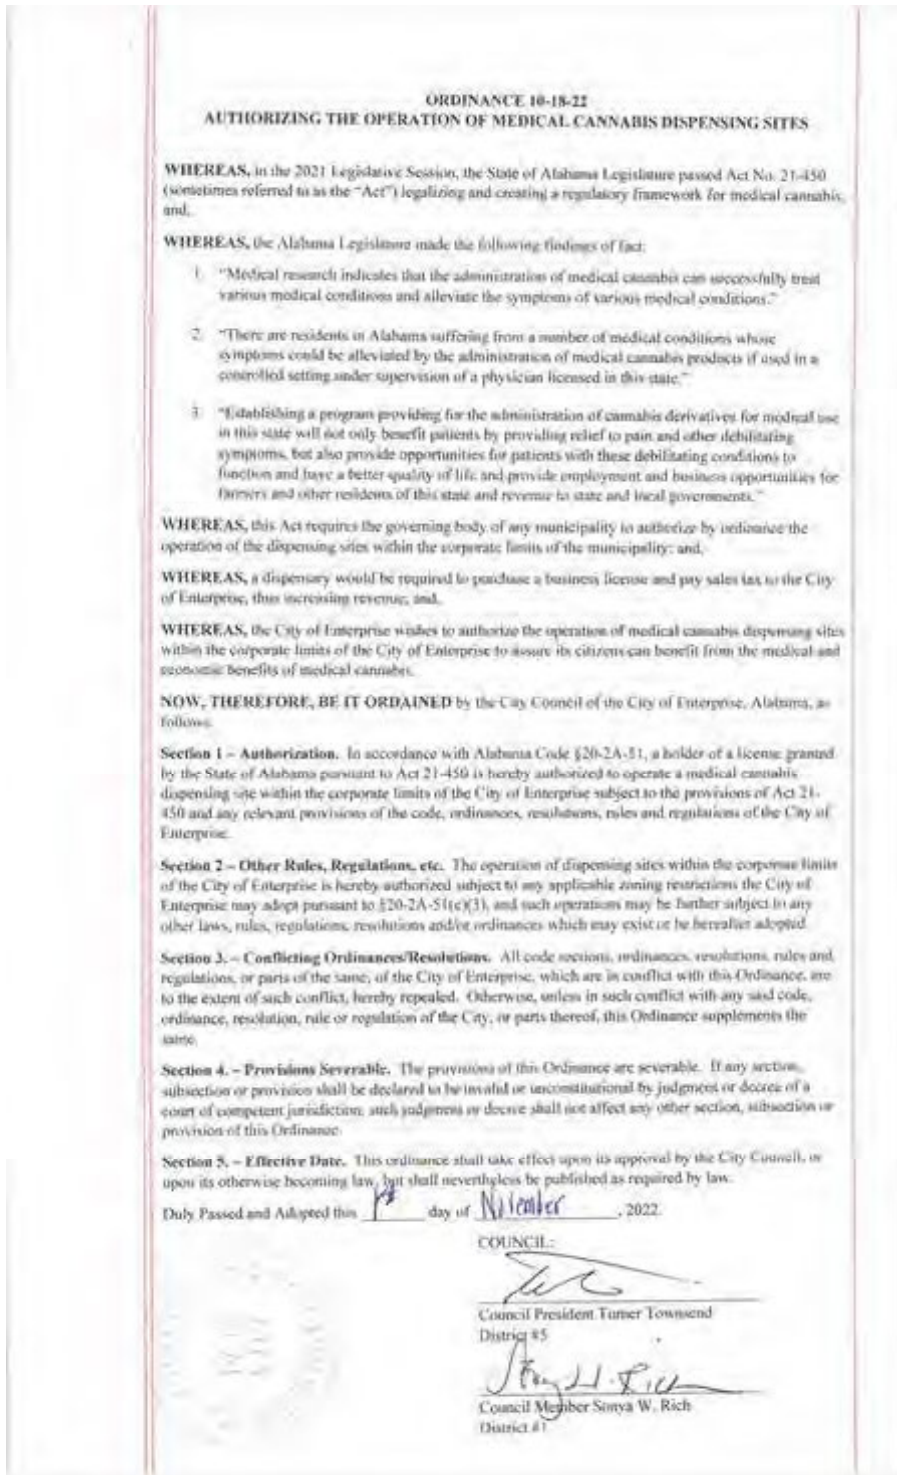 ORDINANCE 10-18-22
AUTHORIZING THE OPERATION OF MEDICAL CANNABIS DISPENSING SITES
WHEREAS, in the 2021 Legislative Session, the State of Alabama Legislature passed Act No. 21-450
(sometimes referred to as the "Act") legalizing and creating a regulatory framework for medical cannabis,
and,
WHEREAS, the Alabama Legislature made the following findings of fact:
1. "Medical research indicates that the administration of medical cannabis can successfully treat
various medical conditions and alleviate the symptoms of various medical conditions."
2. "There are residents in Alabama suffering from a number of medical conditions whose
symptoms could be alleviated by the administration of medical cannabis products if used in a
controlled setting under supervision of a physician licensed in this state."
3. "Establishing a program providing for the administration of cannabis derivatives for medical use
in this state will not only benefit patients by providing relief to pain and other debilitating
symptoms, but also provide opportunities for patients with these debilitating conditions to
function and have a better quality of life and provide employment and business opportunities for
farmers and other residents of this state and revenue to state and local governments."
WHEREAS, this Act requires the governing body of any municipality to authorize by ordinance the
operation of the dispensing sites within the corporate limits of the municipality; and,
WHEREAS, a dispensary would be required to purchase a business license and pay sales tax to the City
of Enterprise, thus increasing revenue; and,
WHEREAS, the City of Enterprise wishes to authorize the operation of medical cannabis dispensing sites
within the corporate limits of the City of Enterprise to assure its citizens can benefit from the medical and
economic benefits of medical cannabis.
NOW, THEREFORE, BE IT ORDAINED by the City Council of the City of Enterprise, Alabama, as
follows:
Section 1 – Authorization. In accordance with Alabama Code §20-2A-51, a holder of a license granted
by the State of Alabama pursuant to Act 21-450 is hereby authorized to operate a medical cannabis
dispensing site within the corporate limits of the City of Enterprise subject to the provisions of Act 21-
450 and any relevant provisions of the code, ordinances, resolutions, rules and regulations of the City of
Enterprise.
Section 2 – Other Rules, Regulations, etc. The operation of dispensing sites within the corporate limits
of the City of Enterprise is hereby authorized subject to any applicable zoning restrictions the City of
Enterprise may adopt pursuant to §20-2A-51(c)(3), and such operations may be further subject to any
other laws, rules, regulations, resolutions and/or ordinances which may exist or be hereafter adopted.
Section 3. – Conflicting Ordinances/Resolutions. All code sections, ordinances, resolutions, rules and
regulations, or parts of the same, of the City of Enterprise, which are in conflict with this Ordinance, are
to the extent of such conflict, hereby repealed. Otherwise, unless in such conflict with any said code,
ordinance, resolution, rule or regulation of the City, or parts thereof, this Ordinance supplements the
same.
Section 4. – Provisions Severable. The provisions of this Ordinance are severable. If any section,
subsection or provision shall be declared to be invalid or unconstitutional by judgment or decree of a
court of competent jurisdiction, such judgment or decree shall not affect any other section, subsection or
provision of this Ordinance.
Section 5. – Effective Date. This ordinance shall take effect upon its approval by the City Council, or
upon its otherwise becoming law, but shall nevertheless be published as required by law.
Duly Passed and Adopted this 1st day of November, 2022.
COUNCIL:
Council President Turner Townsend
District #5
Sonya W. Rich
Council Member Sonya W. Rich
District #1